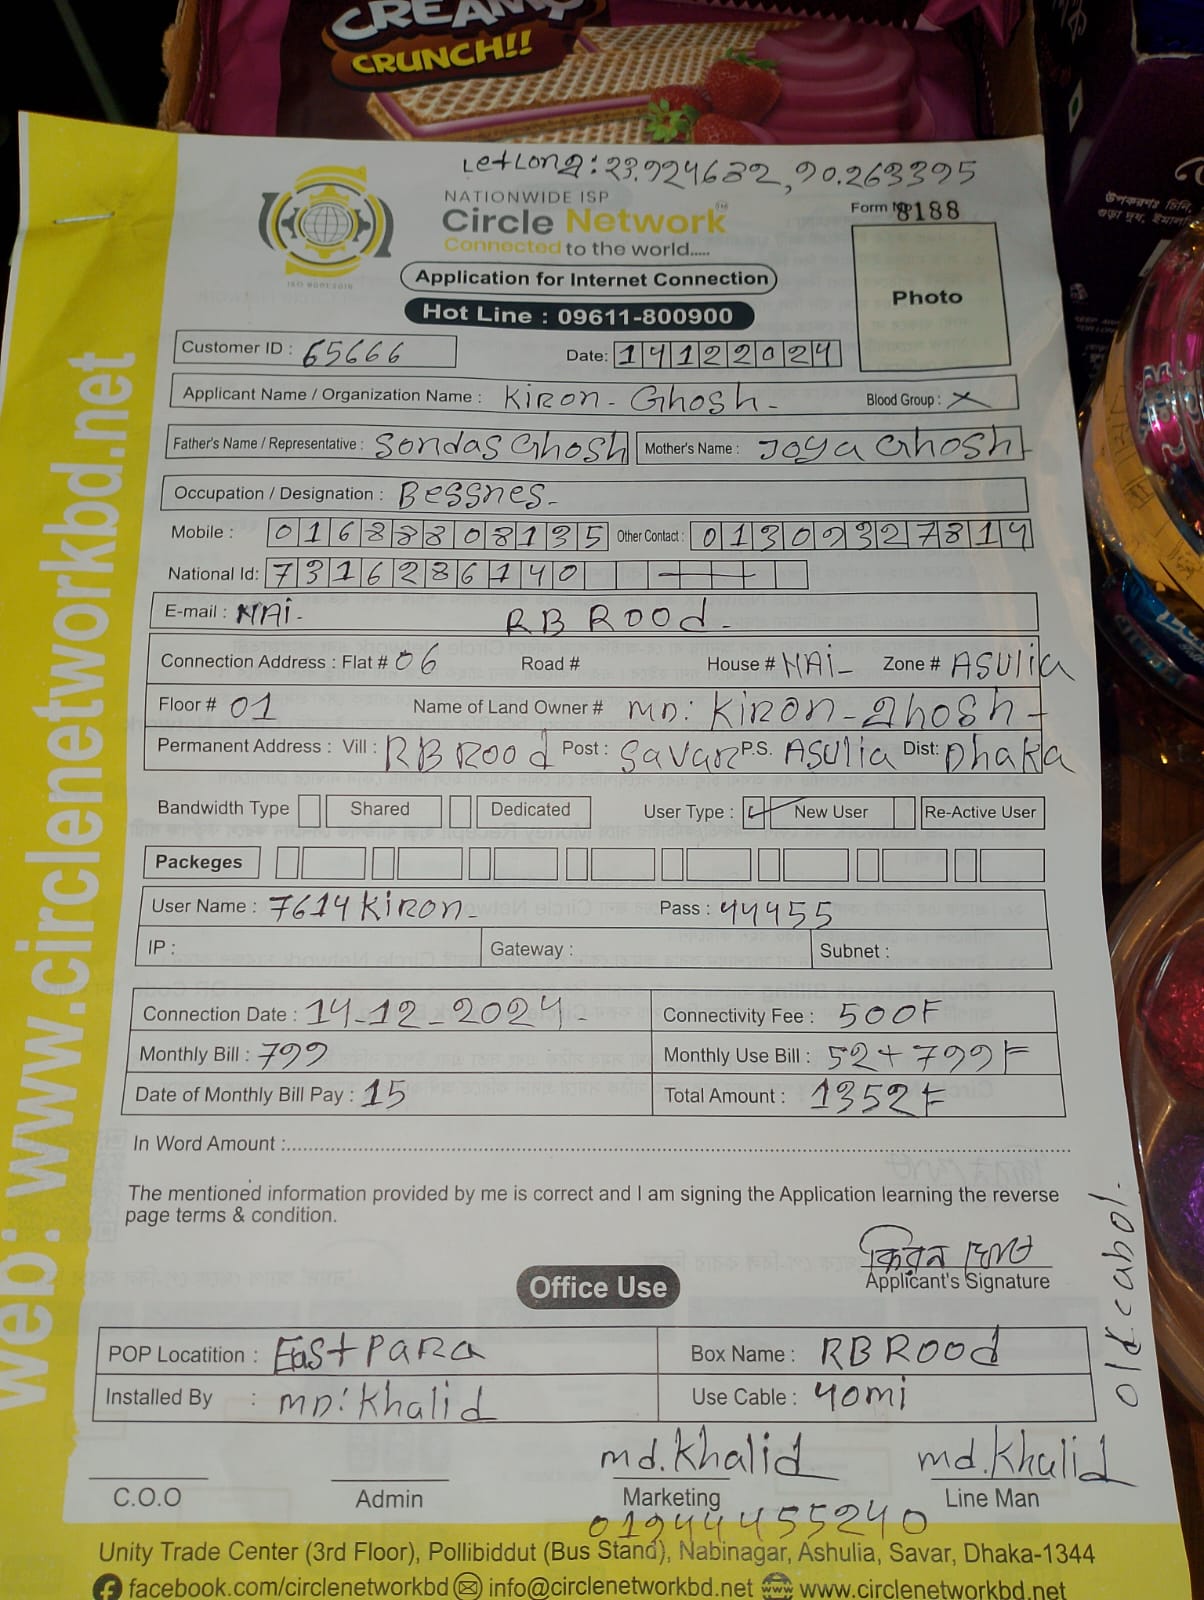 CREAMY
CRUNCH!!
উপকরণঃ চিনি,
গুড়া দুধ, ইমাল
LetLong: 23.924632, 90.263395
NATIONWIDE ISP
Circle Network
Connected to the world.....
ISO 9001:2015
Form No 8188
Application for Internet Connection
Photo
Hot Line : 09611-800900
Customer ID : 65666 Date: 14122024
Applicant Name / Organization Name : Kiron - Ghosh - Blood Group : X
Father's Name / Representative : Sondas Ghosh Mother's Name : Joya Ghosh
Occupation / Designation : Bessnes -
Mobile : 01688808135 Other Contact : 01309327814
National Id: 7316286140
E-mail : NAi - RB ROOd -
Connection Address : Flat # 06 Road # House # NAi - Zone # ASULia
Floor # 01 Name of Land Owner # MD: Kiron - Ghosh -
Permanent Address : Vill : RB ROOd Post : Savar P.S. ASULia Dist: Dhaka
Bandwidth Type Shared Dedicated User Type : ✓ New User Re-Active User
Packeges
User Name : 7614 Kiron - Pass : 44455
IP : Gateway : Subnet :
Connection Date : 14-12-2024 - Connectivity Fee : 500F
Monthly Bill : 799 Monthly Use Bill : 52 + 799F
Date of Monthly Bill Pay : 15 Total Amount : 1352F
In Word Amount :
The mentioned information provided by me is correct and I am signing the Application learning the reverse
page terms & condition.
কিরন ঘোষ
Applicant's Signature
Office Use
POP Locatition : East PaRa Box Name : RB ROOd
Installed By : MD: Khalid Use Cable : 40mi
old cabol.
md. Khalid md. Khalid
C.O.O Admin Marketing Line Man
01944455240
Unity Trade Center (3rd Floor), Pollibiddut (Bus Stand), Nabinagar, Ashulia, Savar, Dhaka-1344
facebook.com/circlenetworkbd info@circlenetworkbd.net www.circlenetworkbd.net
web: www.circlenetworkbd.net